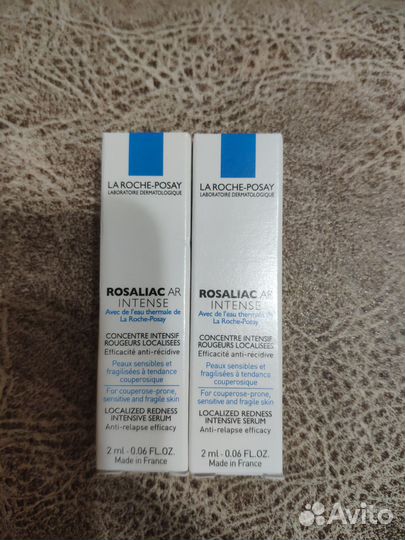 LA ROCHE-POSAY
LABORATOIRE DERMATOLOGIQUE
ROSALIAC AR
INTENSE
Avec de l'eau thermale de
La Roche-Posay
CONCENTRÉ INTENSIF
ROUGEURS LOCALISÉES
Efficacité anti-récidive
Peaux sensibles et
fragilisées à tendance
couperosique
For couperose-prone,
sensitive and fragile skin
LOCALIZED REDNESS
INTENSIVE SERUM
Anti-relapse efficacy
2 ml - 0.06 FL.OZ.
Made in France
LA ROCHE-POSAY
LABORATOIRE DERMATOLOGIQUE
ROSALIAC AR
INTENSE
Avec de l'eau thermale de
La Roche-Posay
CONCENTRÉ INTENSIF
ROUGEURS LOCALISÉES
Efficacité anti-récidive
Peaux sensibles et
fragilisées à tendance
couperosique
For couperose-prone,
sensitive and fragile skin
LOCALIZED REDNESS
INTENSIVE SERUM
Anti-relapse efficacy
2 ml - 0.06 FL.OZ.
Made in France
Avito